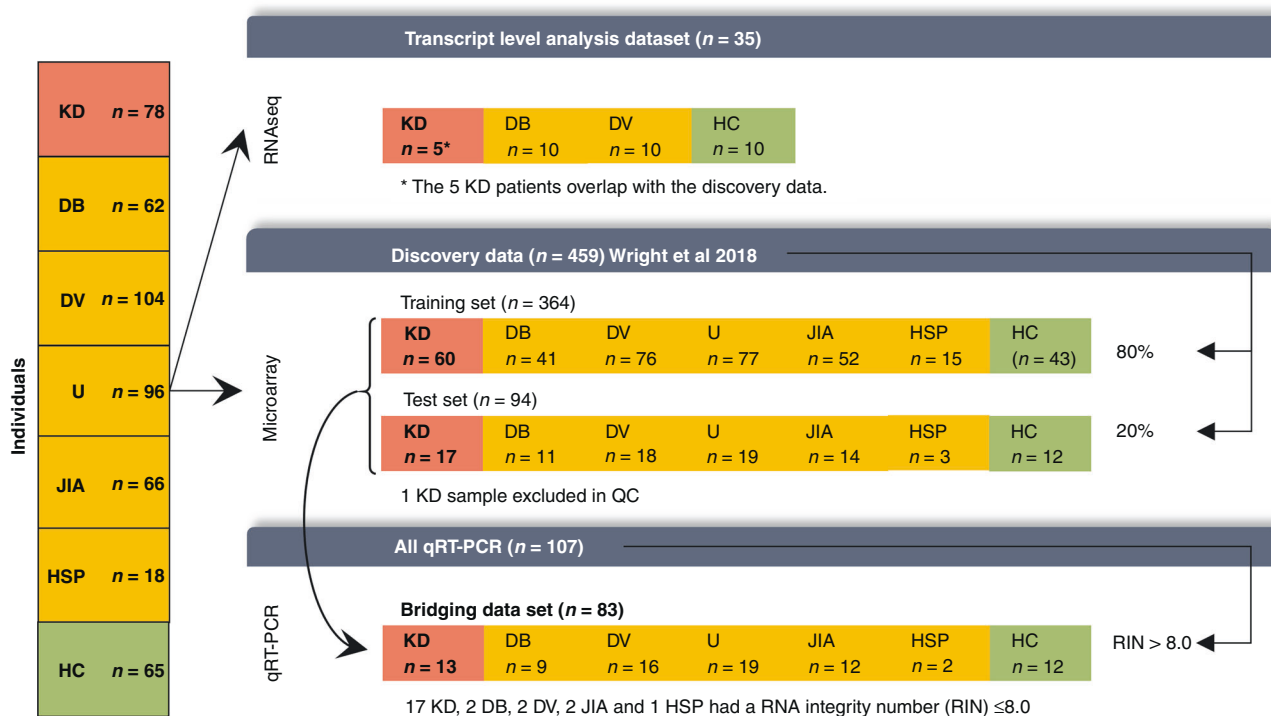 Individuals
KD n = 78
DB n = 62
DV n = 104
U n = 96
JIA n = 66
HSP n = 18
HC n = 65
Transcript level analysis dataset (n = 35)
RNAseq
KD DB DV HC
n = 5* n = 10 n = 10 n = 10
* The 5 KD patients overlap with the discovery data.
Discovery data (n = 459) Wright et al 2018
Microarray
Training set (n = 364)
KD DB DV U JIA HSP HC
n = 60 n = 41 n = 76 n = 77 n = 52 n = 15 (n = 43)
80%
Test set (n = 94)
KD DB DV U JIA HSP HC
n = 17 n = 11 n = 18 n = 19 n = 14 n = 3 n = 12
20%
1 KD sample excluded in QC
All qRT-PCR (n = 107)
qRT-PCR
Bridging data set (n = 83)
KD DB DV U JIA HSP HC
n = 13 n = 9 n = 16 n = 19 n = 12 n = 2 n = 12
RIN > 8.0
17 KD, 2 DB, 2 DV, 2 JIA and 1 HSP had a RNA integrity number (RIN) ≤8.0